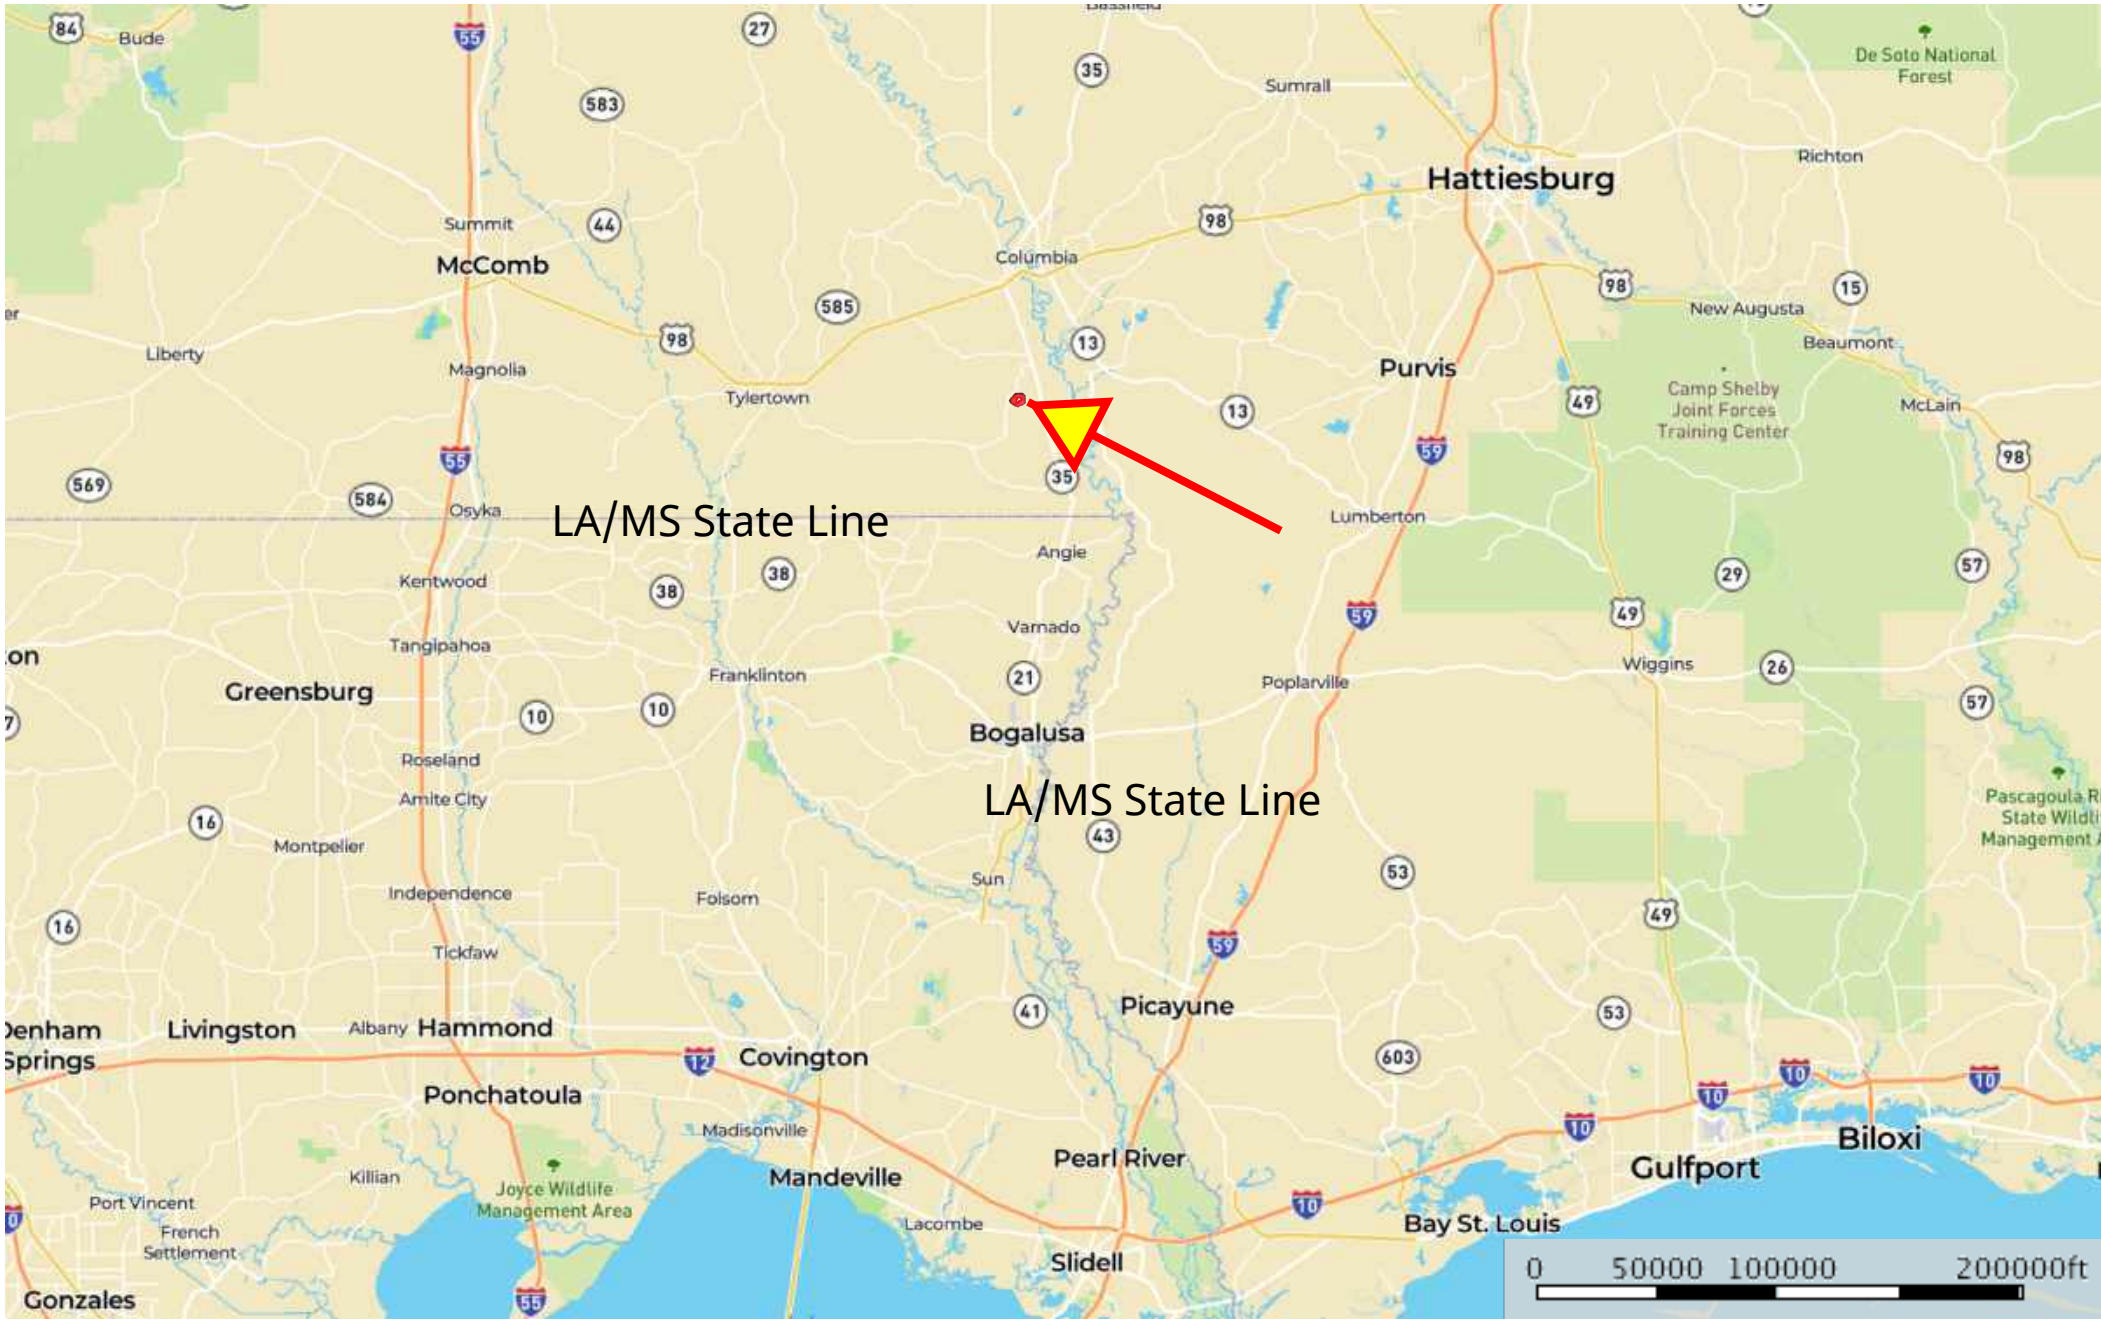 Bassfield
84
Bude
55
27
35
583
Sumrall
De Soto National
Forest
Richton
Hattiesburg
Summit
44
98
McComb
Columbia
585
98
98
New Augusta
15
13
Beaumont
Liberty
Magnolia
Purvis
Tylertown
13
49
Camp Shelby
Joint Forces
Training Center
McLain
55
59
98
569
584
35
Osyka
LA/MS State Line
Lumberton
Angie
Kentwood
38
38
29
57
59
49
Varnado
Tangipahoa
on
Greensburg
Franklinton
21
Poplarville
Wiggins
26
57
7
10
10
Bogalusa
Roseland
Amite City
LA/MS State Line
Pascagoula R
State Wildli
Management A
16
43
Montpelier
Sun
53
Independence
Folsom
16
49
Tickfaw
59
Picayune
41
53
Denham
Springs
Livingston
Albany
Hammond
Covington
12
603
10
10
10
Ponchatoula
Madisonville
10
Biloxi
Pearl River
Gulfport
Killian
Joyce Wildlife
Management Area
Mandeville
Port Vincent
10
Bay St. Louis
French
Settlement
Lacombe
Slidell
0 50000 100000 200000ft
Gonzales
55